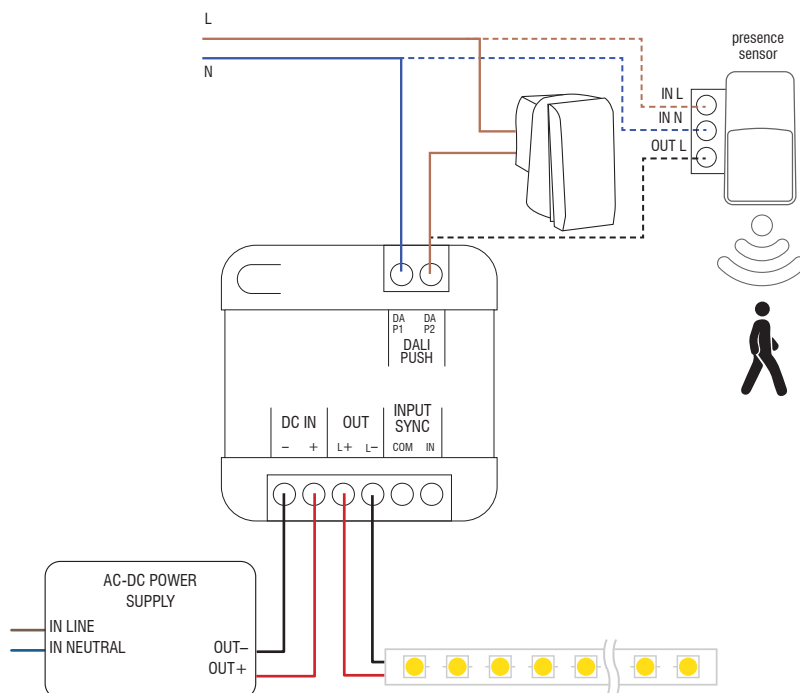 L
N
presence
sensor
IN L
IN N
OUT L
DA DA
P1 P2
DALI
PUSH
DC IN OUT INPUT
SYNC
– + L+ L– COM IN
AC-DC POWER
SUPPLY
IN LINE
IN NEUTRAL
OUT–
OUT+